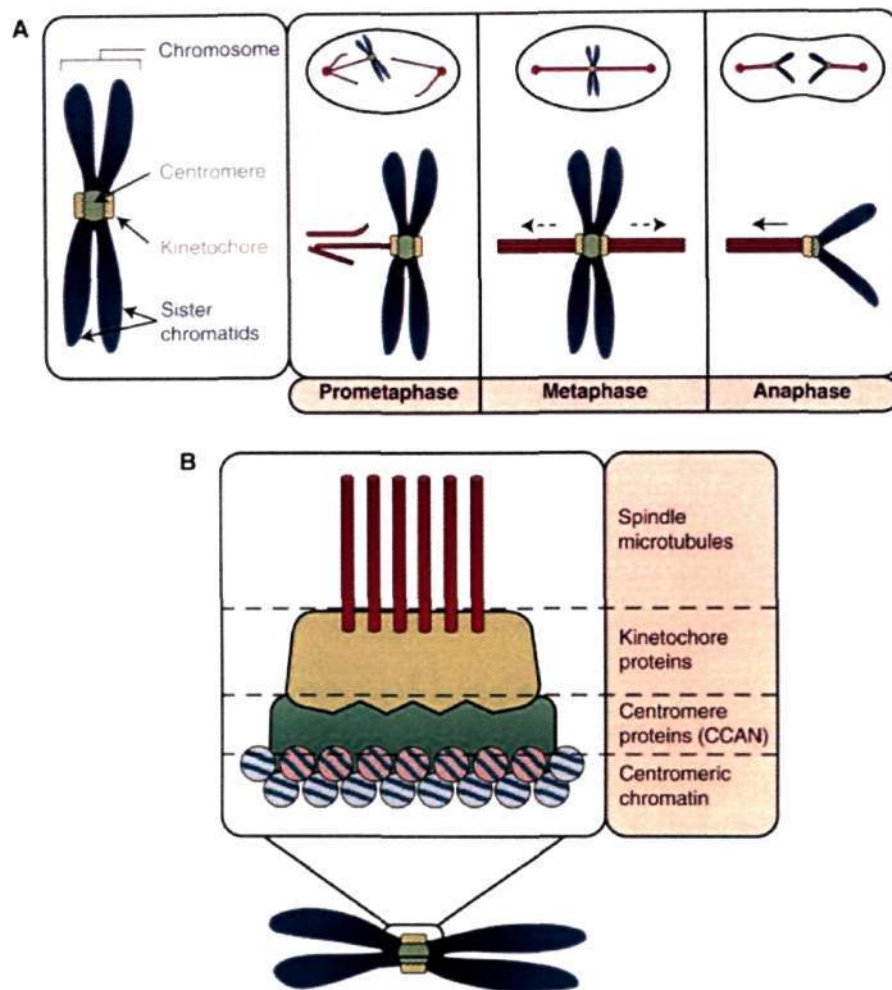 A
Chromosome
Centromere
Kinetochore
Sister
chromatids
Prometaphase
Metaphase
Anaphase
B
Spindle
microtubules
Kinetochore
proteins
Centromere
proteins (CCAN)
Centromeric
chromatin